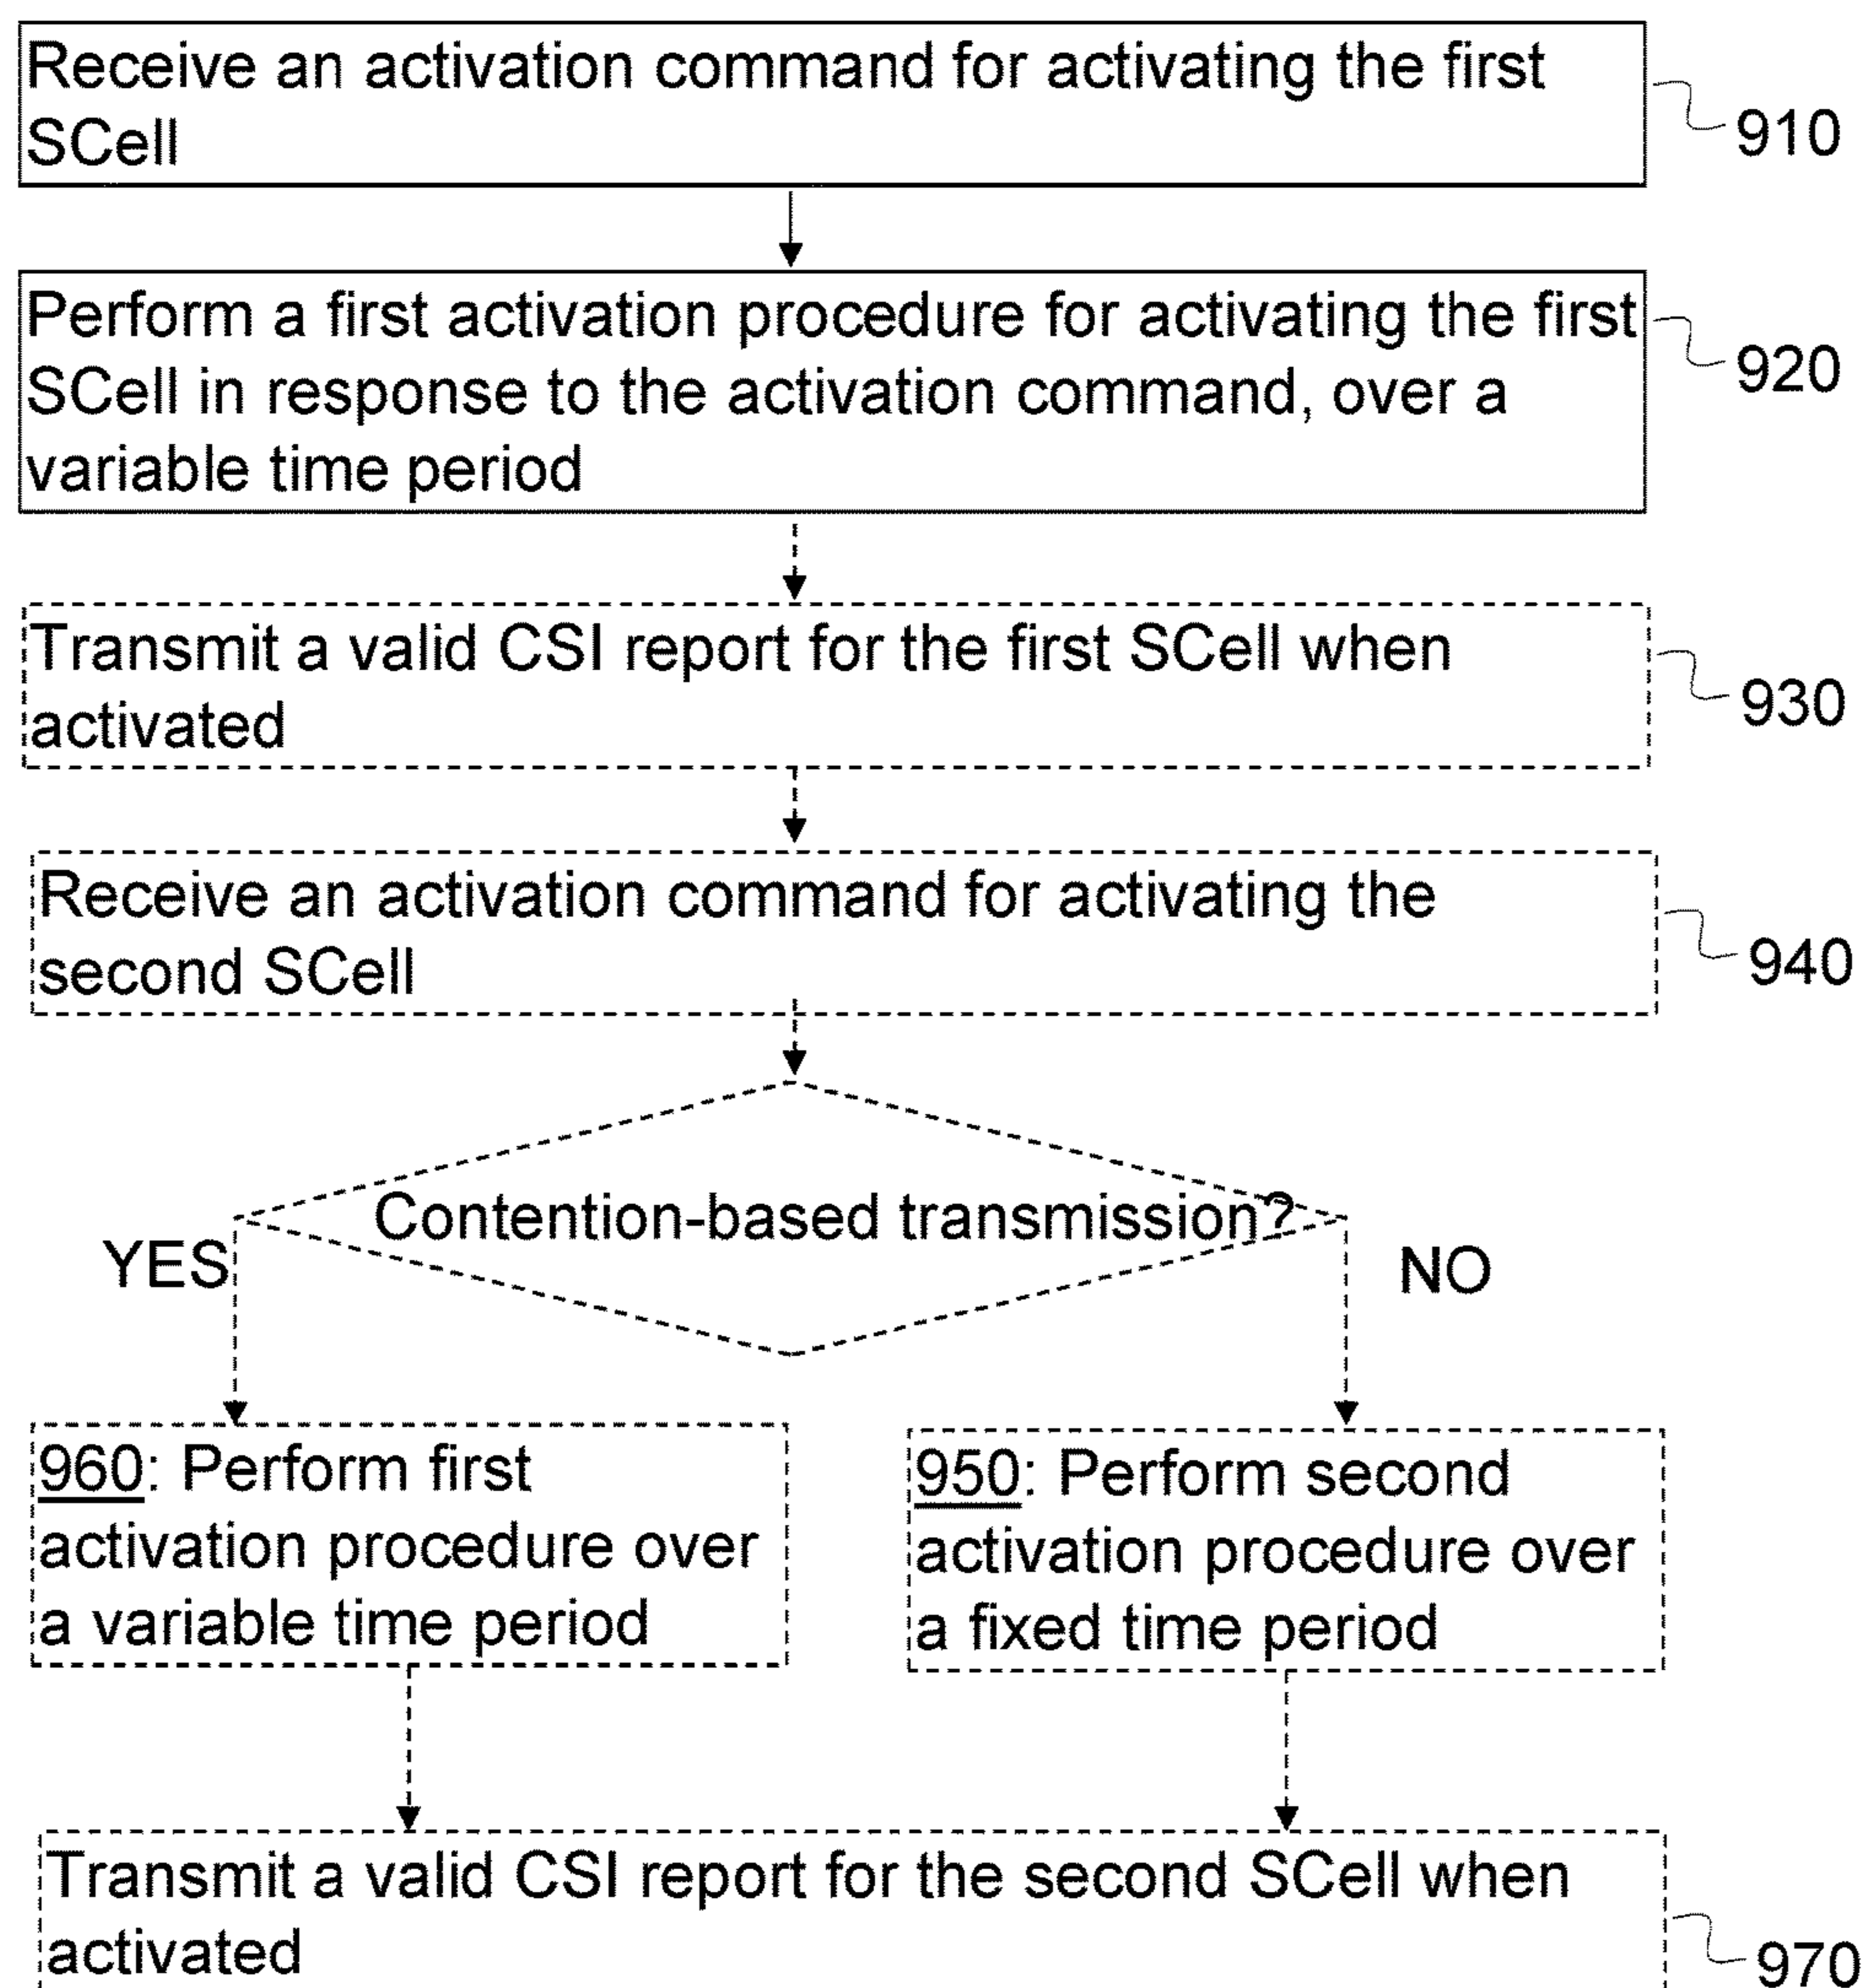 Receive an activation command for activating the first
SCell
910
Perform a first activation procedure for activating the first
SCell in response to the activation command, over a
variable time period
920
Transmit a valid CSI report for the first SCell when
activated
930
Receive an activation command for activating the
second SCell
940
Contention-based transmission?
YES
NO
960: Perform first
activation procedure over
a variable time period
950: Perform second
activation procedure over
a fixed time period
Transmit a valid CSI report for the second SCell when
activated
970